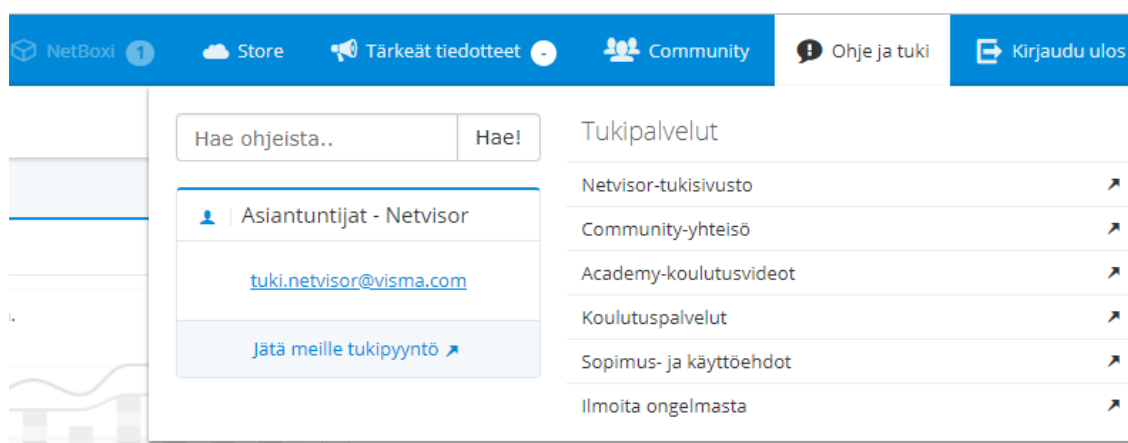 NetBoxi 1
Store
Tärkeät tiedotteet -
Community
Ohje ja tuki
Kirjaudu ulos
Hae ohjeista.. Hae!
Asiantuntijat - Netvisor
tuki.netvisor@visma.com
Jätä meille tukipyyntö
Tukipalvelut
Netvisor-tukisivusto
Community-yhteisö
Academy-koulutusvideot
Koulutuspalvelut
Sopimus- ja käyttöehdot
Ilmoita ongelmasta